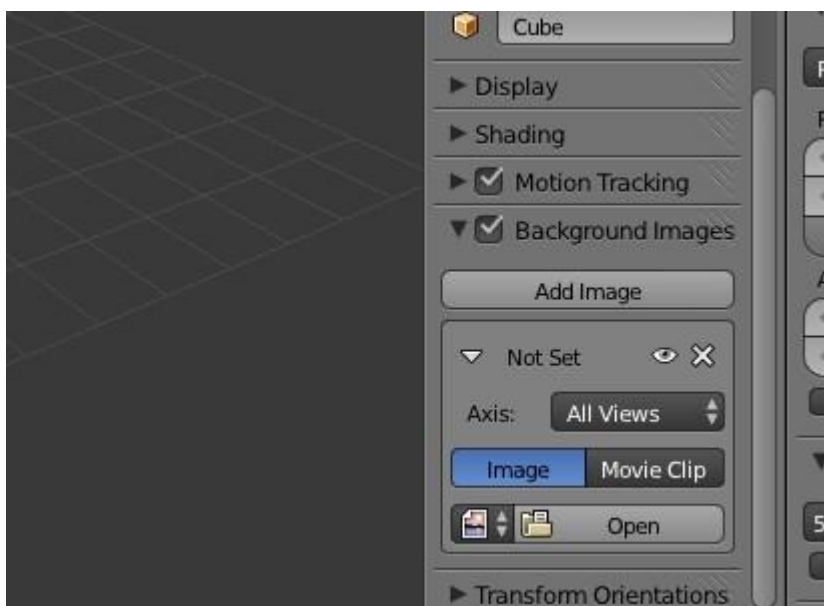 Cube
Display
Shading
Motion Tracking
Background Images
Add Image
Not Set
Axis: All Views
Image Movie Clip
Open
Transform Orientations
5